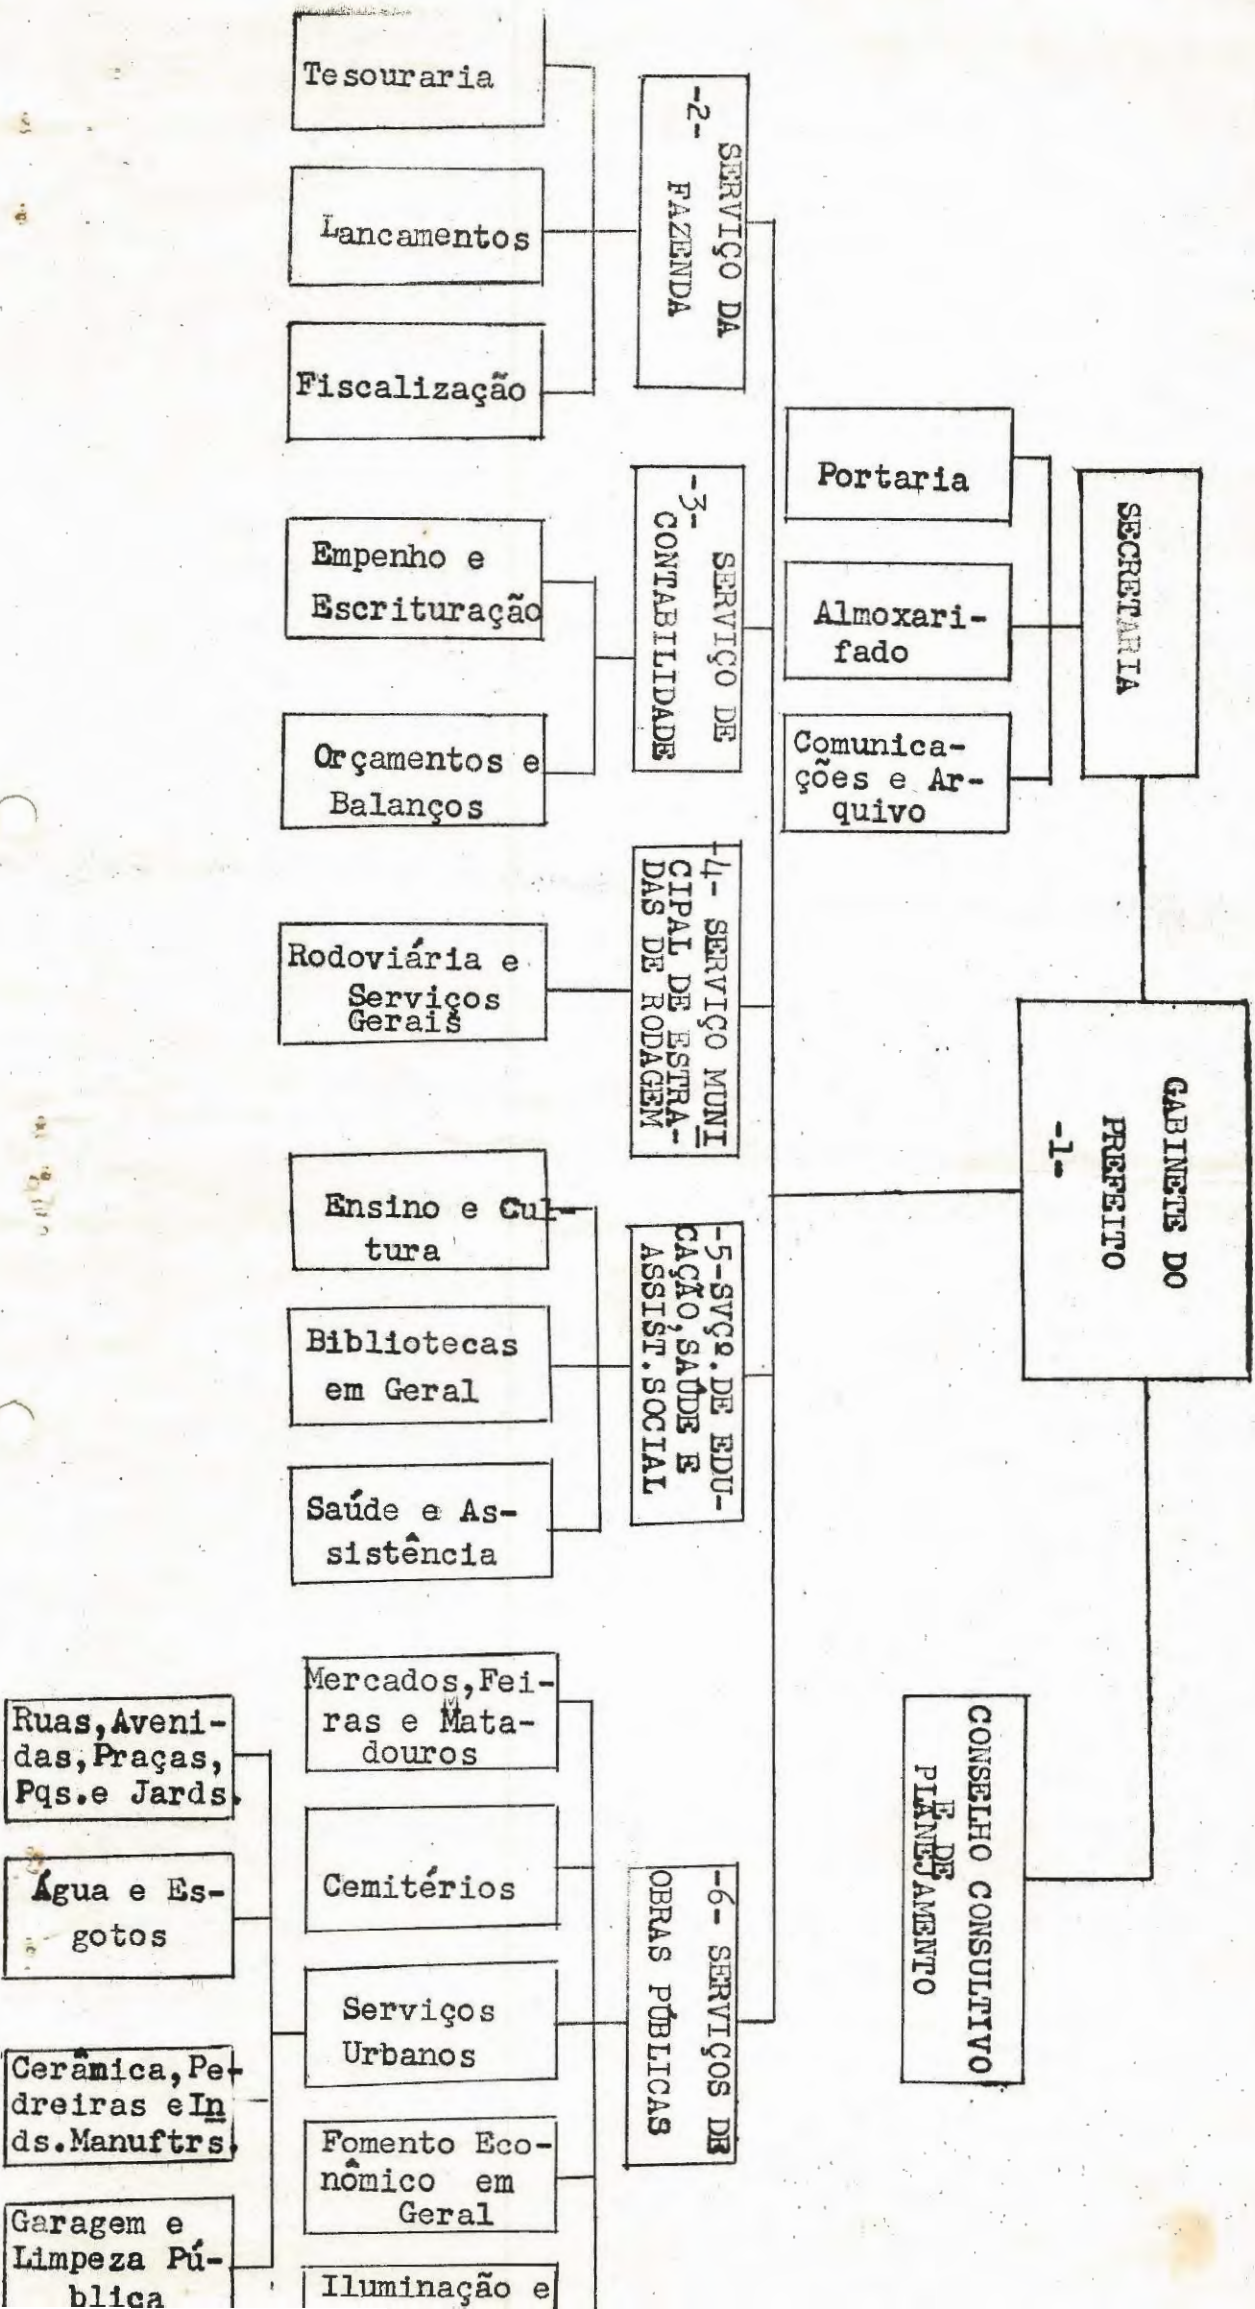 GABINETE DO
PREFEITO
-1-
SECRETARIA
Portaria
Almoxari-
fado
Comunica-
ções e Ar-
quivo
CONSELHO CONSULTIVO
E DE
PLANEJAMENTO
SERVIÇO DA
-2- FAZENDA
Tesouraria
Lancamentos
Fiscalização
SERVIÇO DE
-3- CONTABILIDADE
Empenho e
Escrituração
Orçamentos e
Balanços
-4- SERVIÇO MUNI
CIPAL DE ESTRA-
DAS DE RODAGEM
Rodoviária e
Serviços
Gerais
-5-SVÇº.DE EDU-
CAÇÃO,SAÚDE E
ASSIST.SOCIAL
Ensino e Cul-
tura
Bibliotecas
em Geral
Saúde e As-
sistência
-6- SERVIÇOS DE
OBRAS PÚBLICAS
Mercados,Fei-
ras e Mata-
douros
Cemitérios
Serviços
Urbanos
Fomento Eco-
nômico em
Geral
Iluminação e
Ruas,Aveni-
das,Praças,
Pqs.e Jards.
Água e Es-
gotos
Cerâmica,Pe-
dreiras e In
ds.Manuftrs.
Garagem e
Limpeza Pú-
blica